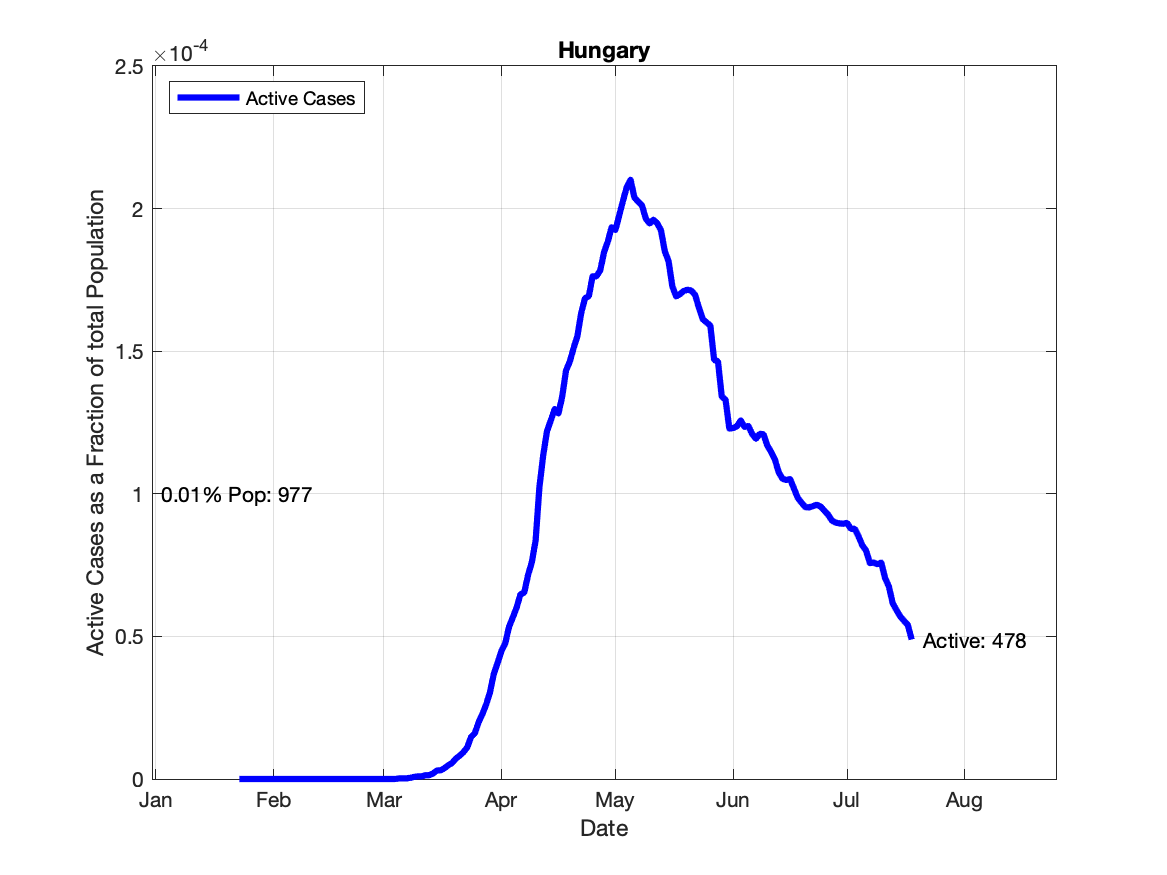 Hungary
×10-4
2.5
2
1.5
1
0.5
0
Active Cases
0.01% Pop: 977
Active: 478
Jan Feb Mar Apr May Jun Jul Aug
Date
Active Cases as a Fraction of total Population